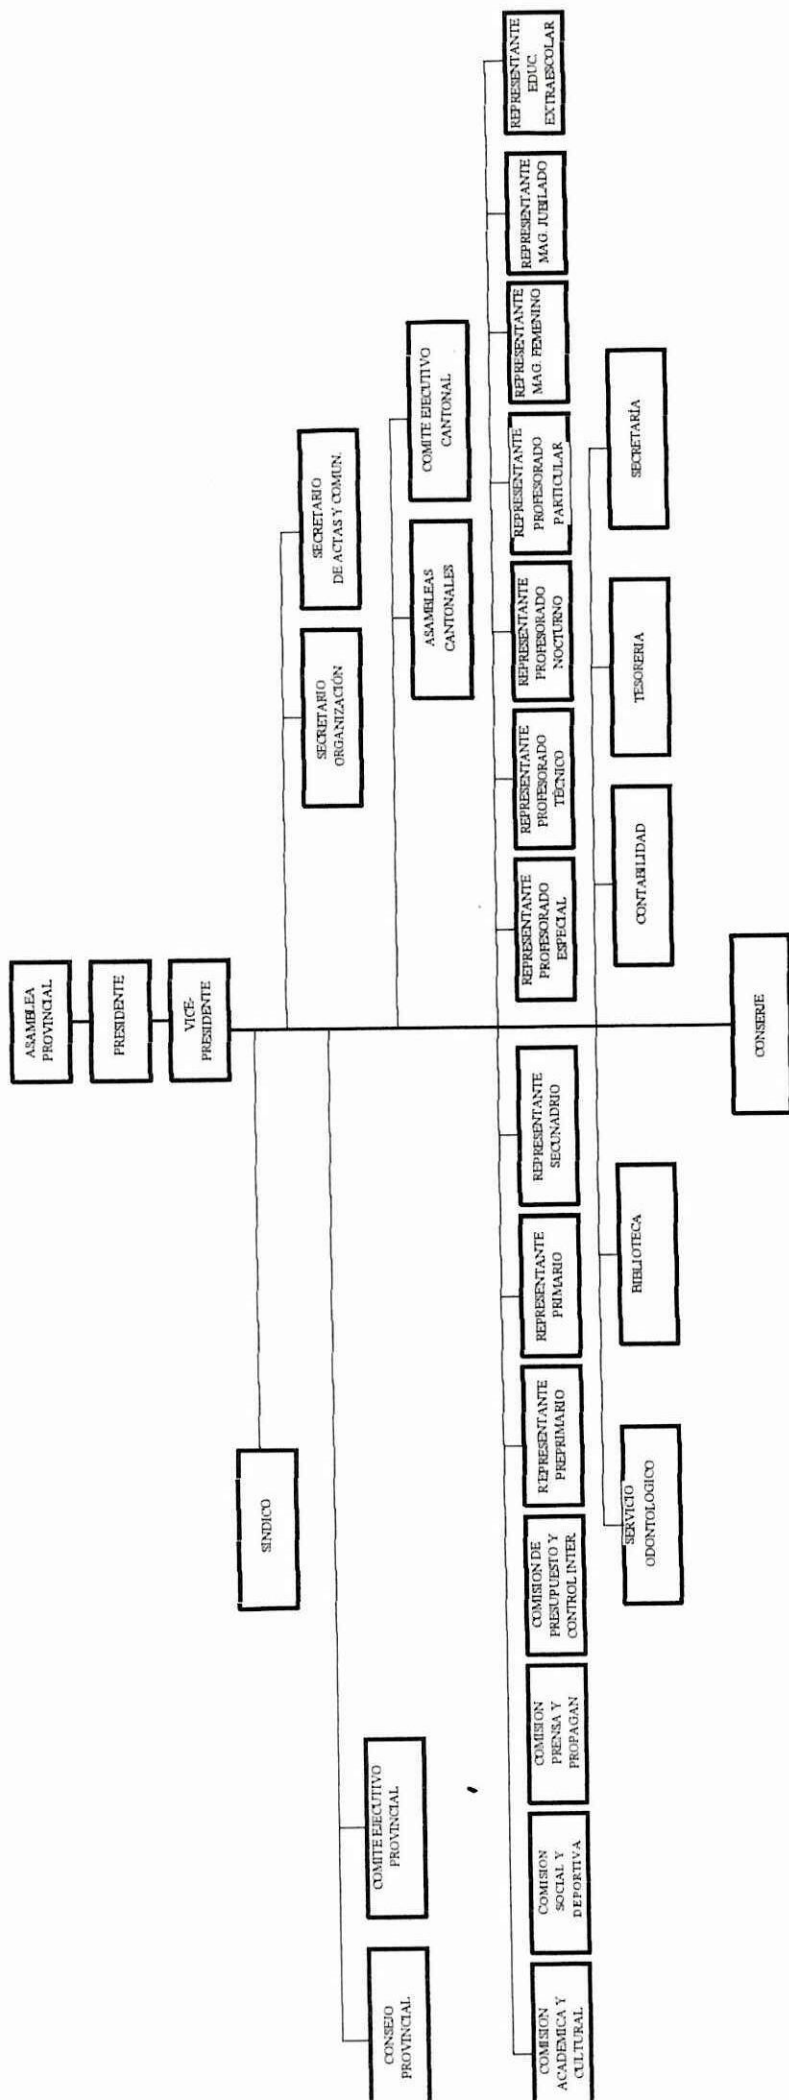 ASAMBLEA
PROVINCIAL
PRESIDENTE
VICE-
PRESIDENTE
SINDICO
SECRETARIO
ORGANIZACIÓN
SECRETARIO
DE ACTAS Y COMUN.
CONSEJO
PROVINCIAL
COMITE EJECUTIVO
PROVINCIAL
ASAMBLEAS
CANTONALES
COMITE EJECUTIVO
CANTONAL
COMISION
ACADEMICA Y
CULTURAL
COMISION
SOCIAL Y
DEPORTIVA
COMISION
PRENSA Y
PROPAGAN
COMISION DE
PRESUPUESTO Y
CONTROL INTER.
REPRESENTANTE
PREPRIMARIO
REPRESENTANTE
PRIMARIO
REPRESENTANTE
SECUNADRIO
REPRESENTANTE
PROFESORADO
ESPECIAL
REPRESENTANTE
PROFESORADO
TÉCNICO
REPRESENTANTE
PROFESORADO
NOCTURNO
REPRESENTANTE
PROFESORADO
PARTICULAR
REPRESENTANTE
MAG. FEMENINO
REPRESENTANTE
MAG. JUBILADO
REPRESENTANTE
EDUC.
EXTRAESCOLAR
SERVICIO
ODONTOLOGICO
BIBLIOTECA
CONTABILIDAD
TESORERIA
SECRETARÍA
CONSERJE